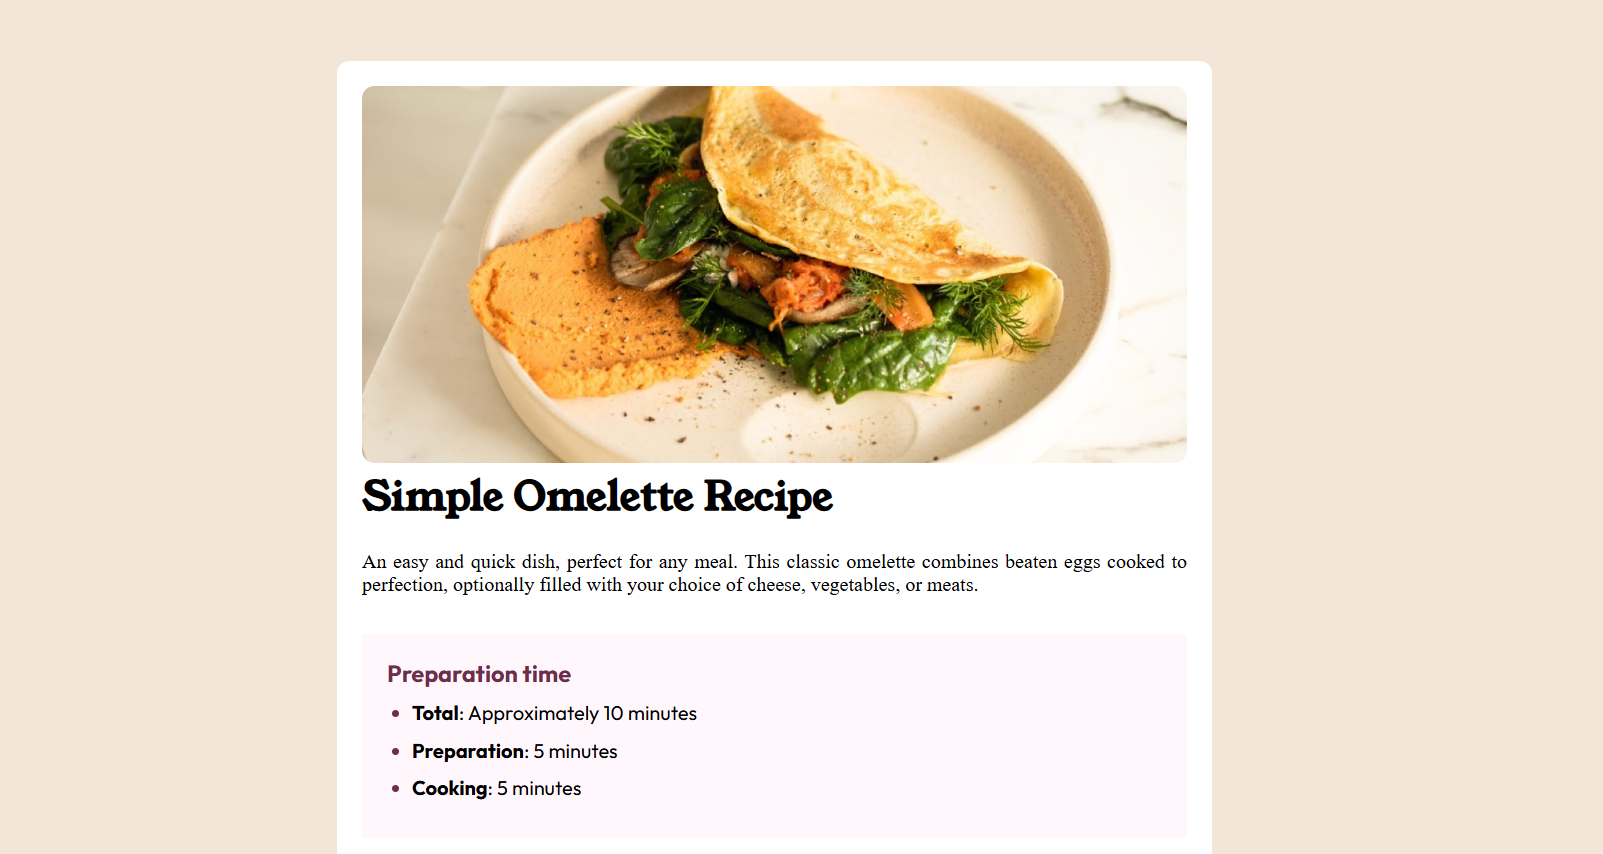 Simple Omelette Recipe
An easy and quick dish, perfect for any meal. This classic omelette combines beaten eggs cooked to
perfection, optionally filled with your choice of cheese, vegetables, or meats.
Preparation time
• Total: Approximately 10 minutes
• Preparation: 5 minutes
• Cooking: 5 minutes